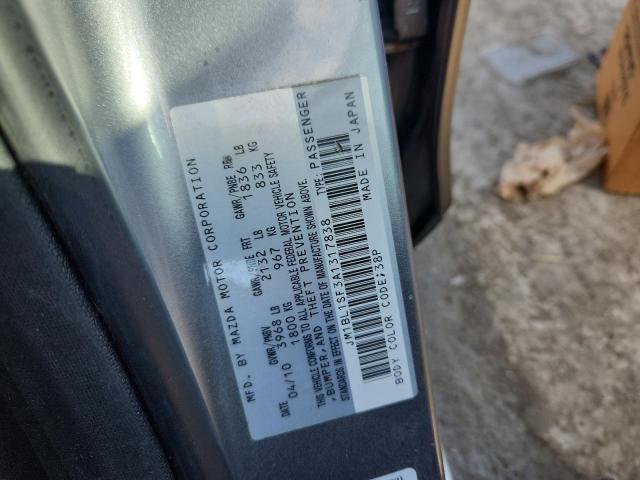 MFD. BY MAZDA MOTOR CORPORATION
DATE GVWR/PNBV GAWR/PNBE FRT GAWR/PNBE RR
04/10 3968 LB 2132 LB 1836 LB
1800 KG 967 KG 833 KG
THIS VEHICLE CONFORMS TO ALL APPLICABLE FEDERAL MOTOR VEHICLE SAFETY
, BUMPER, AND THEFT PREVENTION
STANDARDS IN EFFECT ON THE DATE OF MANUFACTURE SHOWN ABOVE.
JM1BL1SF3A1317838 TYPE: PASSENGER
BODY COLOR CODE:38P MADE IN JAPAN